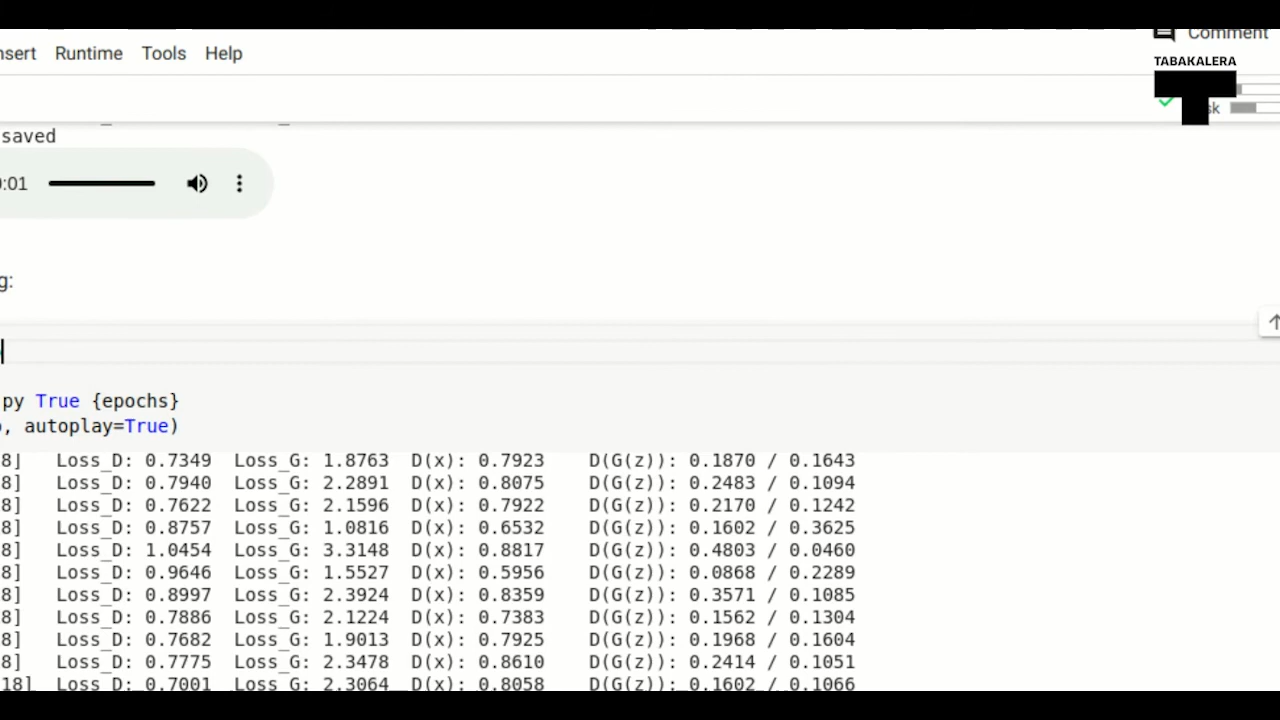 Comment
nsert Runtime Tools Help
TABAKALERA
sk
saved
0:01
g:
py True {epochs}
, autoplay=True)
8] Loss_D: 0.7349 Loss_G: 1.8763 D(x): 0.7923 D(G(z)): 0.1870 / 0.1643
8] Loss_D: 0.7940 Loss_G: 2.2891 D(x): 0.8075 D(G(z)): 0.2483 / 0.1094
8] Loss_D: 0.7622 Loss_G: 2.1596 D(x): 0.7922 D(G(z)): 0.2170 / 0.1242
8] Loss_D: 0.8757 Loss_G: 1.0816 D(x): 0.6532 D(G(z)): 0.1602 / 0.3625
8] Loss_D: 1.0454 Loss_G: 3.3148 D(x): 0.8817 D(G(z)): 0.4803 / 0.0460
8] Loss_D: 0.9646 Loss_G: 1.5527 D(x): 0.5956 D(G(z)): 0.0868 / 0.2289
8] Loss_D: 0.8997 Loss_G: 2.3924 D(x): 0.8359 D(G(z)): 0.3571 / 0.1085
8] Loss_D: 0.7886 Loss_G: 2.1224 D(x): 0.7383 D(G(z)): 0.1562 / 0.1304
8] Loss_D: 0.7682 Loss_G: 1.9013 D(x): 0.7925 D(G(z)): 0.1968 / 0.1604
8] Loss_D: 0.7775 Loss_G: 2.3478 D(x): 0.8610 D(G(z)): 0.2414 / 0.1051
18] Loss_D: 0.7001 Loss_G: 2.3064 D(x): 0.8058 D(G(z)): 0.1602 / 0.1066